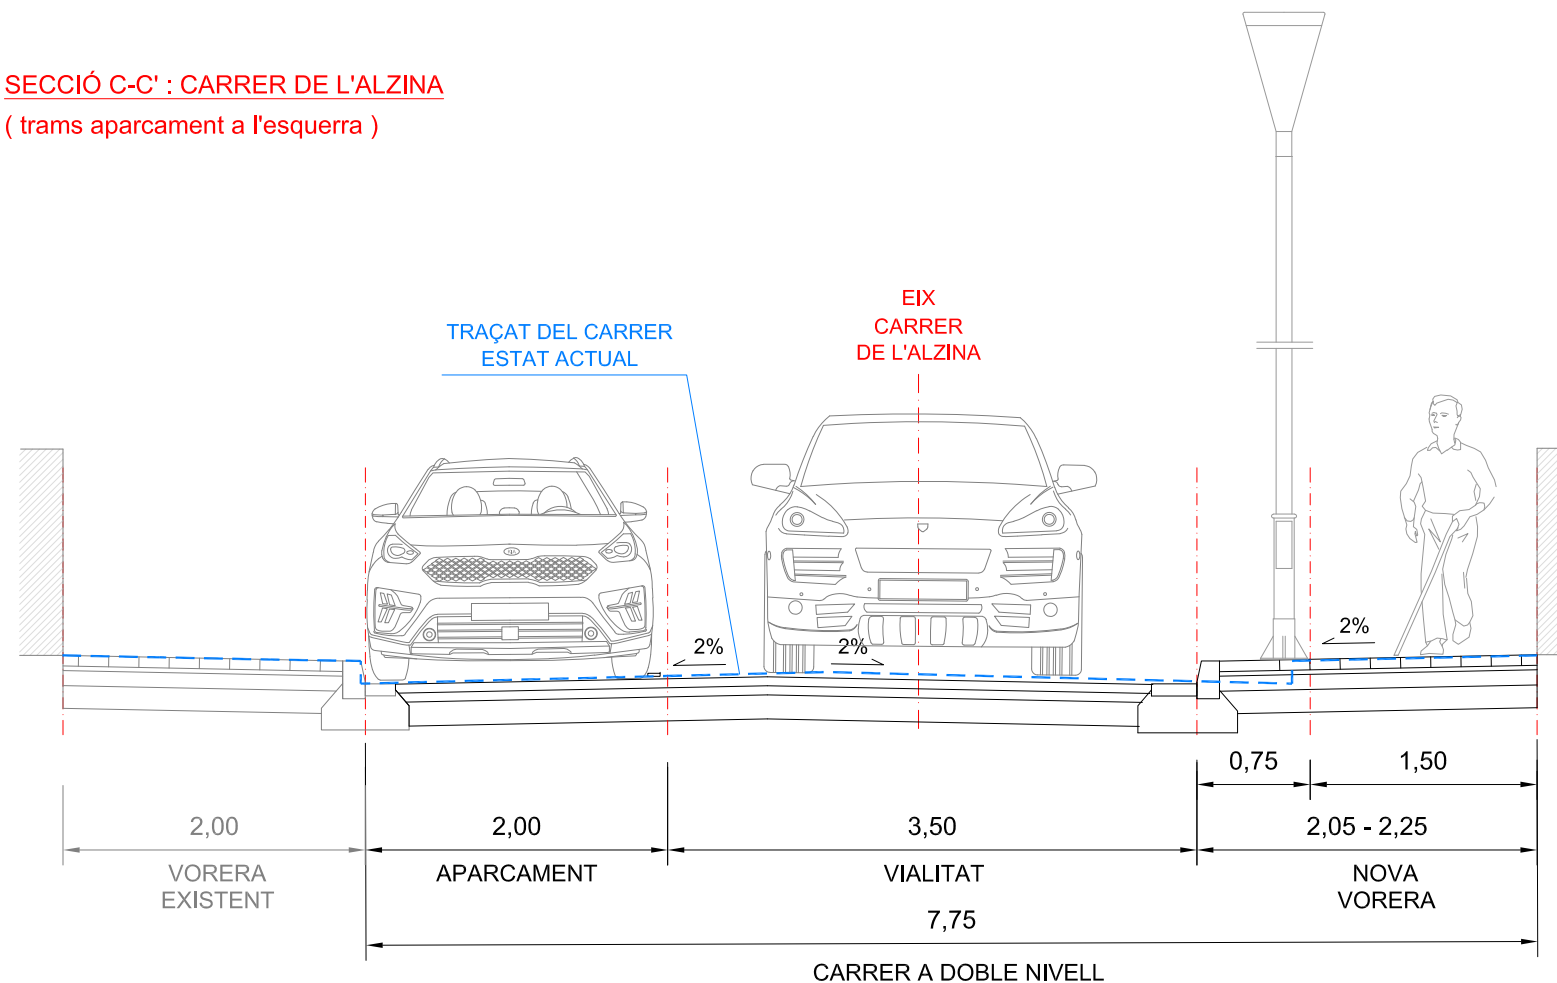 SECCIÓ C-C' : CARRER DE L'ALZINA
( trams aparcament a l'esquerra )
EIX
CARRER
DE L'ALZINA
TRAÇAT DEL CARRER
ESTAT ACTUAL
2%
2%
2%
0,75
1,50
2,00
2,00
3,50
2,05 - 2,25
VORERA
EXISTENT
APARCAMENT
VIALITAT
NOVA
VORERA
7,75
CARRER A DOBLE NIVELL